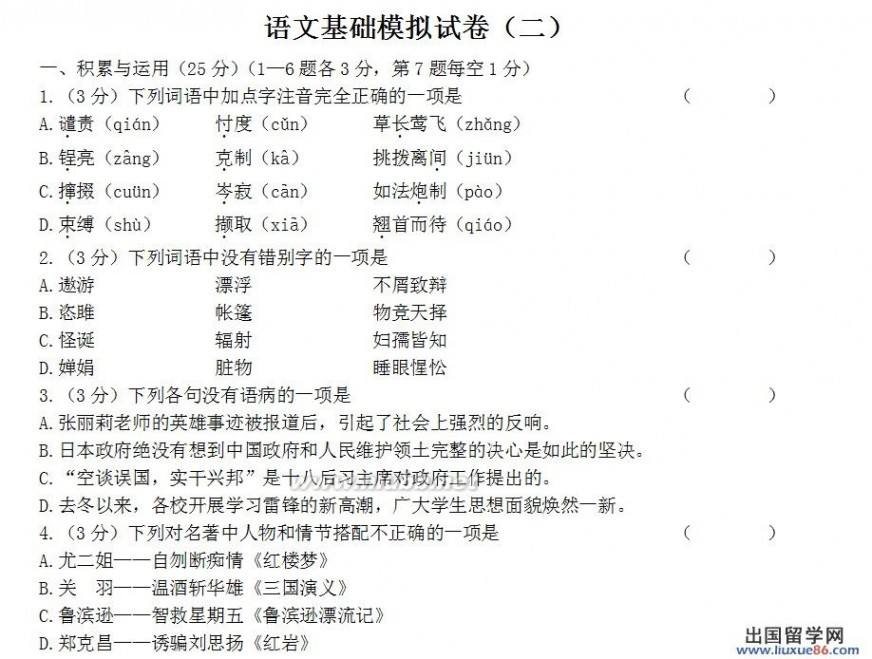 语文基础模拟试卷（二）
一、积累与运用（25 分）（1—6 题各 3 分，第 7 题每空 1 分）
1.（3 分）下列词语中加点字注音完全正确的一项是 （ ）
A. 谴责（qián） 忖度（cǔn） 草长莺飞（zhǎng）
B. 锃亮（zâng） 克制（kâ） 挑拨离间（jiün）
C. 撺掇（cuün） 岑寂（cãn） 如法炮制（pào）
D. 束缚（shù） 撷取（xiã） 翘首而待（qiáo）
2.（3 分）下列词语中没有错别字的一项是 （ ）
A. 遨游 漂浮 不屑致辩
B. 恣雎 帐篷 物竞天择
C. 怪诞 辐射 妇孺皆知
D. 婵娟 脏物 睡眼惺忪
3.（3 分）下列各句没有语病的一项是 （ ）
A. 张丽莉老师的英雄事迹被报道后，引起了社会上强烈的反响。
B. 日本政府绝没有想到中国政府和人民维护领土完整的决心是如此的坚决。
C. “空谈误国，实干兴邦”是十八后习主席对政府工作提出的。
D. 去冬以来，各校开展学习雷锋的新高潮，广大学生思想面貌焕然一新。
4.（3 分）下列对名著中人物和情节搭配不正确的一项是 （ ）
A. 尤二姐——自刎断痴情《红楼梦》
B. 关 羽——温酒斩华雄《三国演义》
C. 鲁滨逊——智救星期五《鲁滨逊漂流记》
D. 郑克昌——诱骗刘思扬《红岩》
出国留学网
www.liuxue86.com